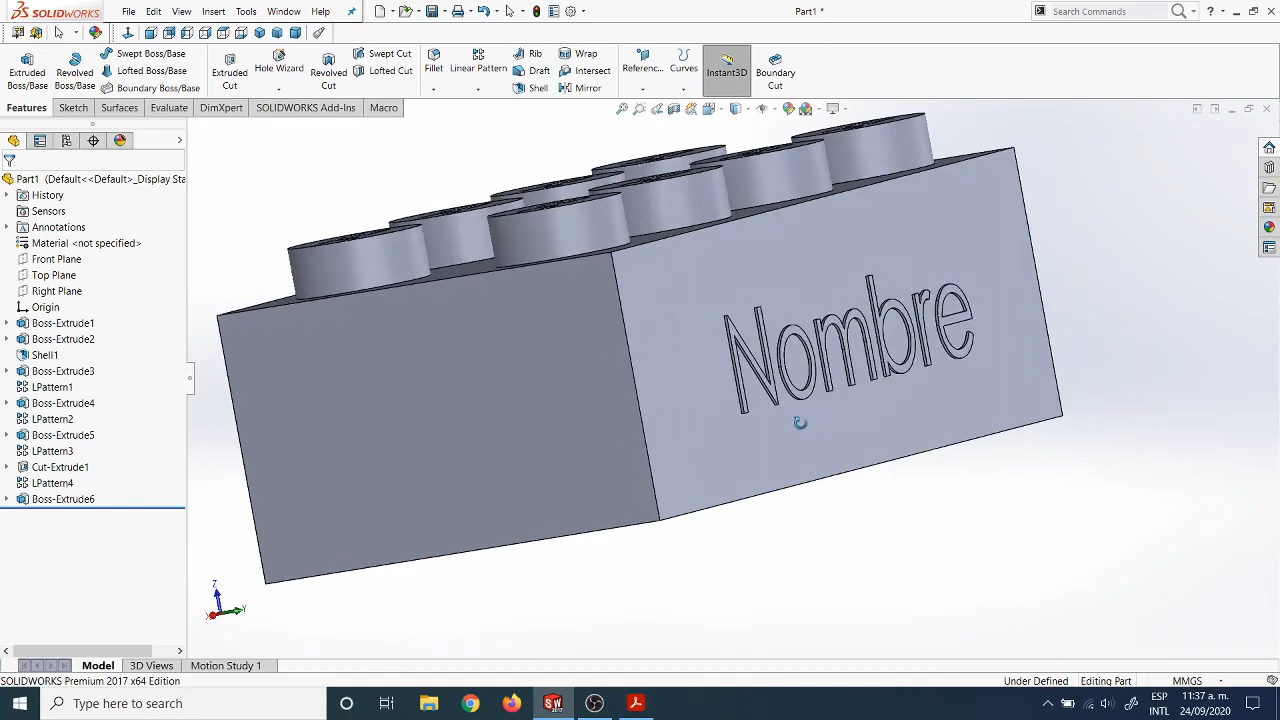 SOLIDWORKS
File Edit View Insert Tools Window Help
Part1 *
Search Commands
Extruded Boss/Base
Revolved Boss/Base
Swept Boss/Base
Lofted Boss/Base
Boundary Boss/Base
Extruded Cut
Hole Wizard
Revolved Cut
Swept Cut
Lofted Cut
Fillet
Linear Pattern
Rib
Draft
Shell
Wrap
Intersect
Mirror
Referenc...
Curves
Instant3D
Boundary Cut
Features Sketch Surfaces Evaluate DimXpert SOLIDWORKS Add-Ins Macro
Part1 (Default<<Default>_Display Sta
History
Sensors
Annotations
Material <not specified>
Front Plane
Top Plane
Right Plane
Origin
Boss-Extrude1
Boss-Extrude2
Shell1
Boss-Extrude3
LPattern1
Boss-Extrude4
LPattern2
Boss-Extrude5
LPattern3
Cut-Extrude1
LPattern4
Boss-Extrude6
Nombre
Z
X
Y
Model 3D Views Motion Study 1
SOLIDWORKS Premium 2017 x64 Edition
Under Defined Editing Part MMGS
Type here to search
ESP
INTL
11:37 a. m.
24/09/2020